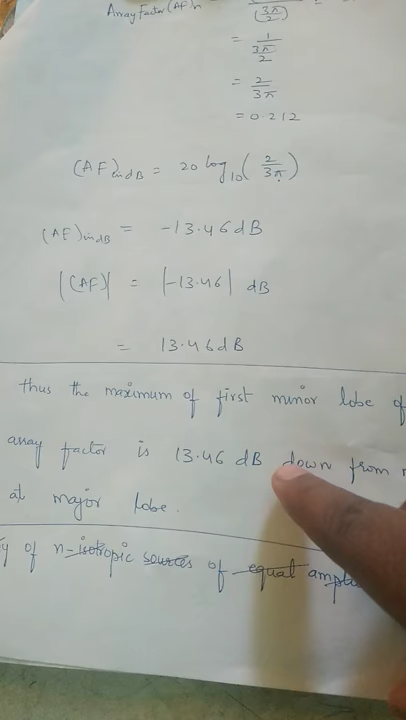 Array Factor (AF)
(3π/2)
= 1/(3π/2)
= 2/3π
= 0.212
(AF)in dB = 20 log10 (2/3π)
(AF)in dB = -13.46 dB
|(AF)| = |-13.46| dB
= 13.46 dB
thus the maximum of first minor lobe of
array factor is 13.46 dB down from
at major lobe.
of n-isotropic sources of equal